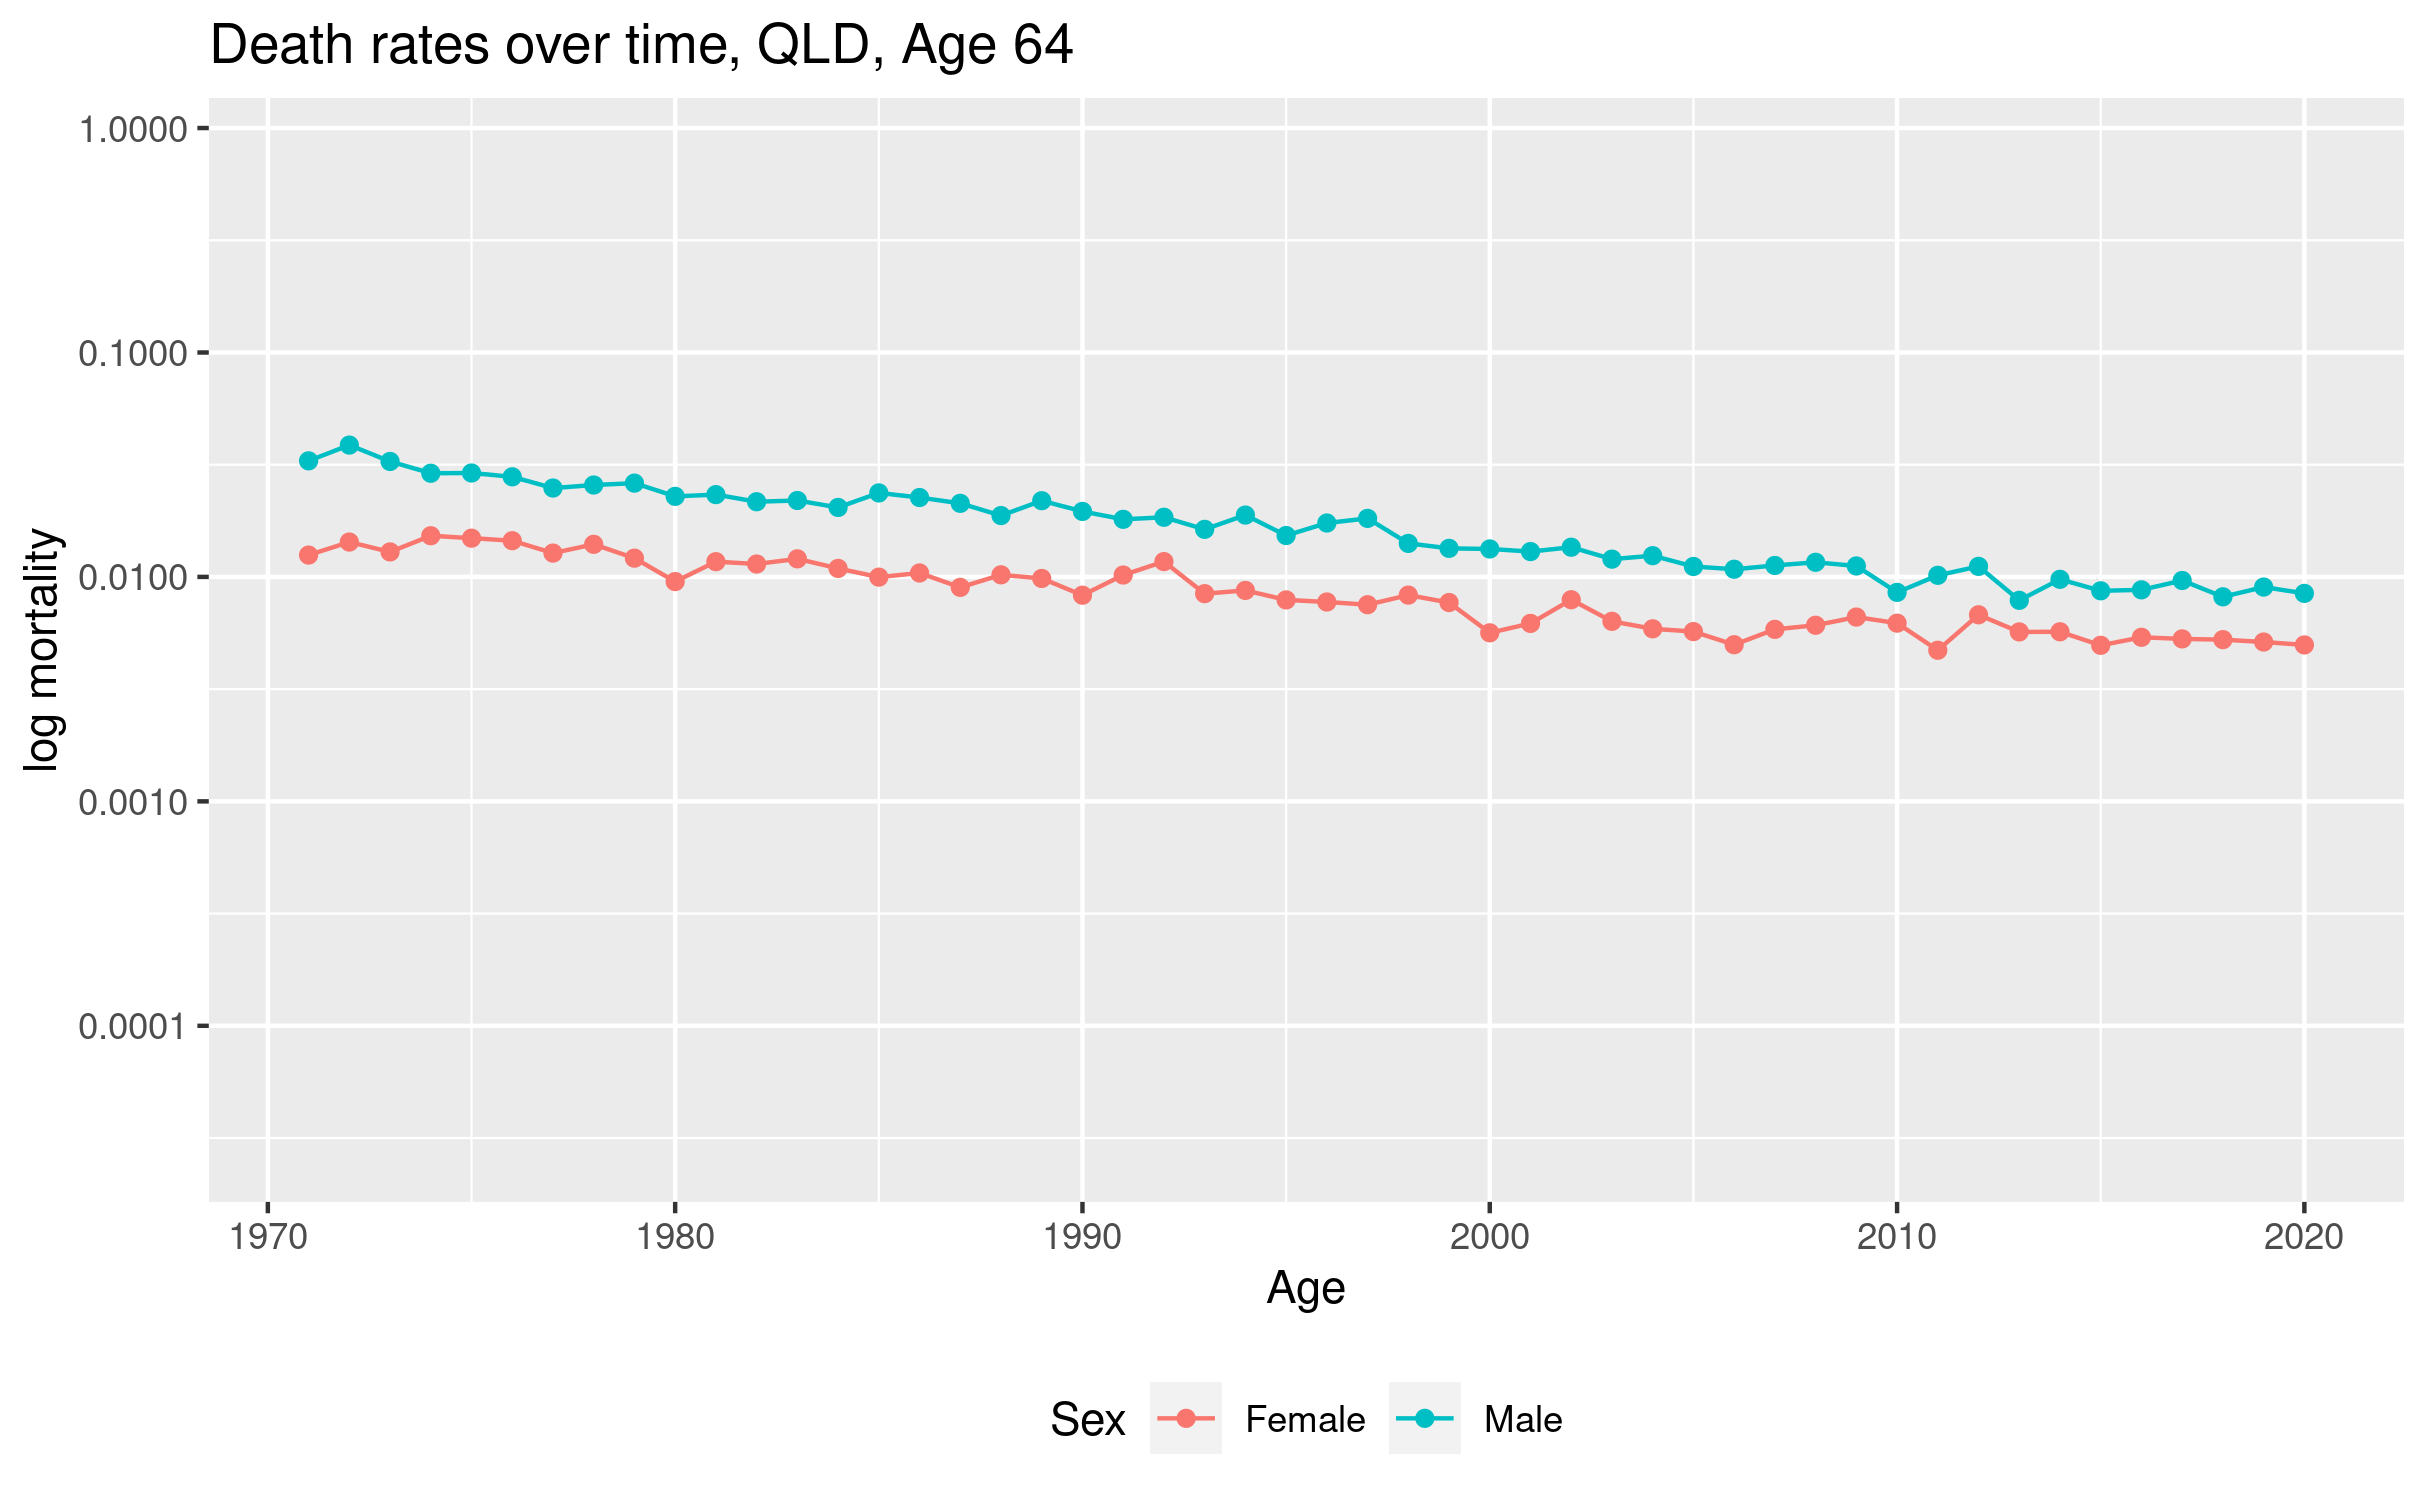 Death rates over time, QLD, Age 64
1.0000
0.1000
0.0100
0.0010
0.0001
log mortality
1970 1980 1990 2000 2010 2020
Age
Sex Female Male